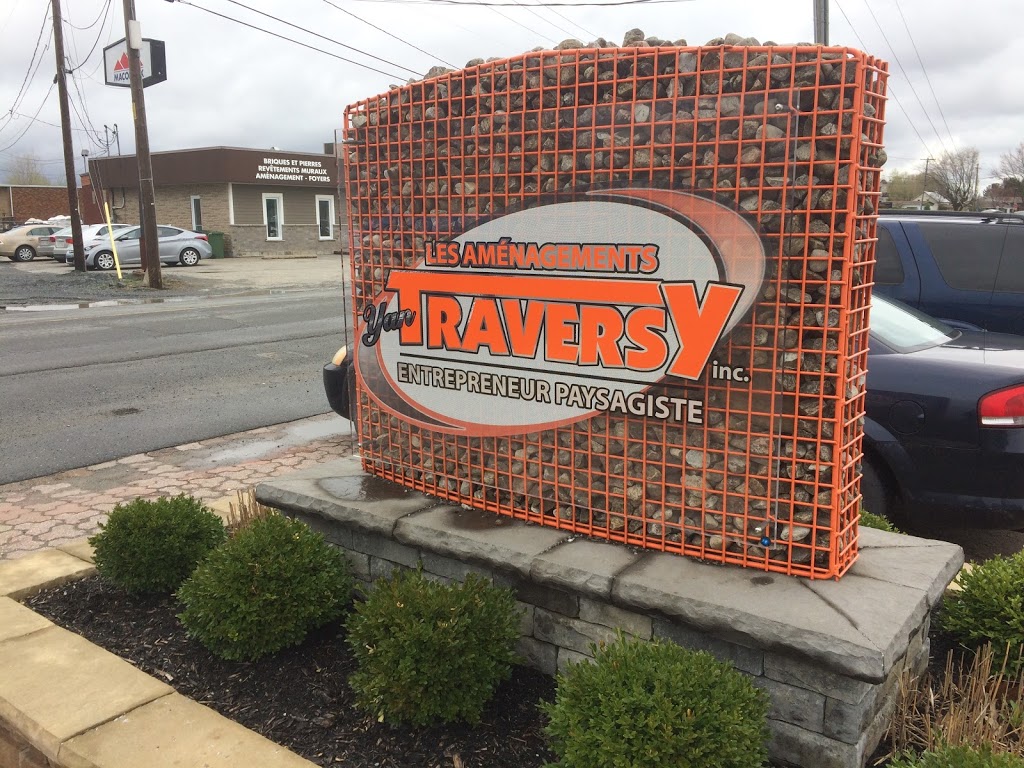 BRIQUES ET PIERRES
REVÊTEMENTS MURAUX
AMÉNAGEMENT - FOYERS
LES AMÉNAGEMENTS
Yan TRAVERSY inc.
ENTREPRENEUR PAYSAGISTE